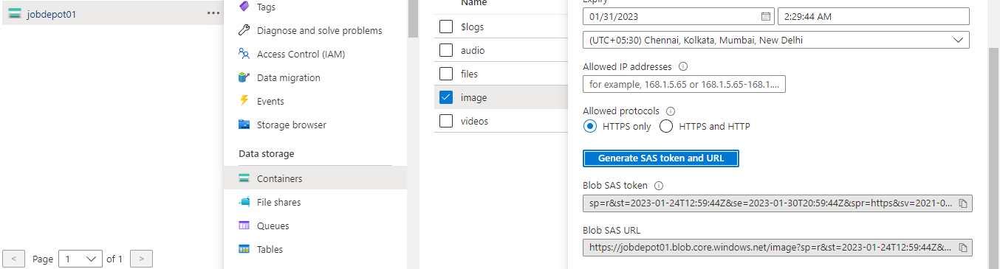 jobdepot01
...
< Page 1 of 1 >
Tags
Diagnose and solve problems
Access Control (IAM)
Data migration
Events
Storage browser
Data storage
Containers
File shares
Queues
Tables
Name
$logs
audio
files
image
videos
Expiry
01/31/2023 2:29:44 AM
(UTC+05:30) Chennai, Kolkata, Mumbai, New Delhi
Allowed IP addresses
for example, 168.1.5.65 or 168.1.5.65-168.1....
Allowed protocols
HTTPS only HTTPS and HTTP
Generate SAS token and URL
Blob SAS token
sp=r&st=2023-01-24T12:59:44Z&se=2023-01-30T20:59:44Z&spr=https&sv=2021-0...
Blob SAS URL
https://jobdepot01.blob.core.windows.net/image?sp=r&st=2023-01-24T12:59:44Z&...